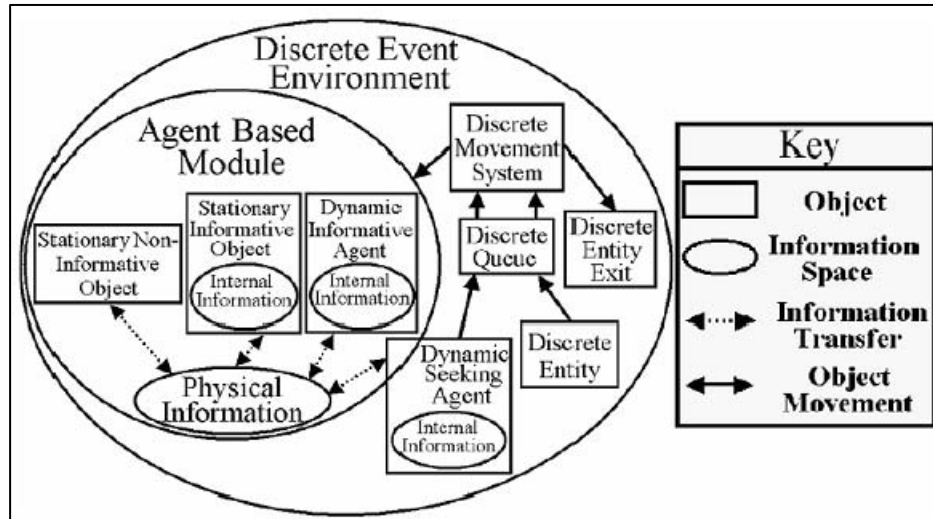 Discrete Event
Environment
Agent Based
Module
Stationary Non-
Informative
Object
Stationary
Informative
Object
Internal
Information
Dynamic
Informative
Agent
Internal
Information
Physical
Information
Discrete
Movement
System
Discrete
Queue
Discrete
Entity
Exit
Dynamic
Seeking
Agent
Internal
Information
Discrete
Entity
Key
Object
Information
Space
Information
Transfer
Object
Movement